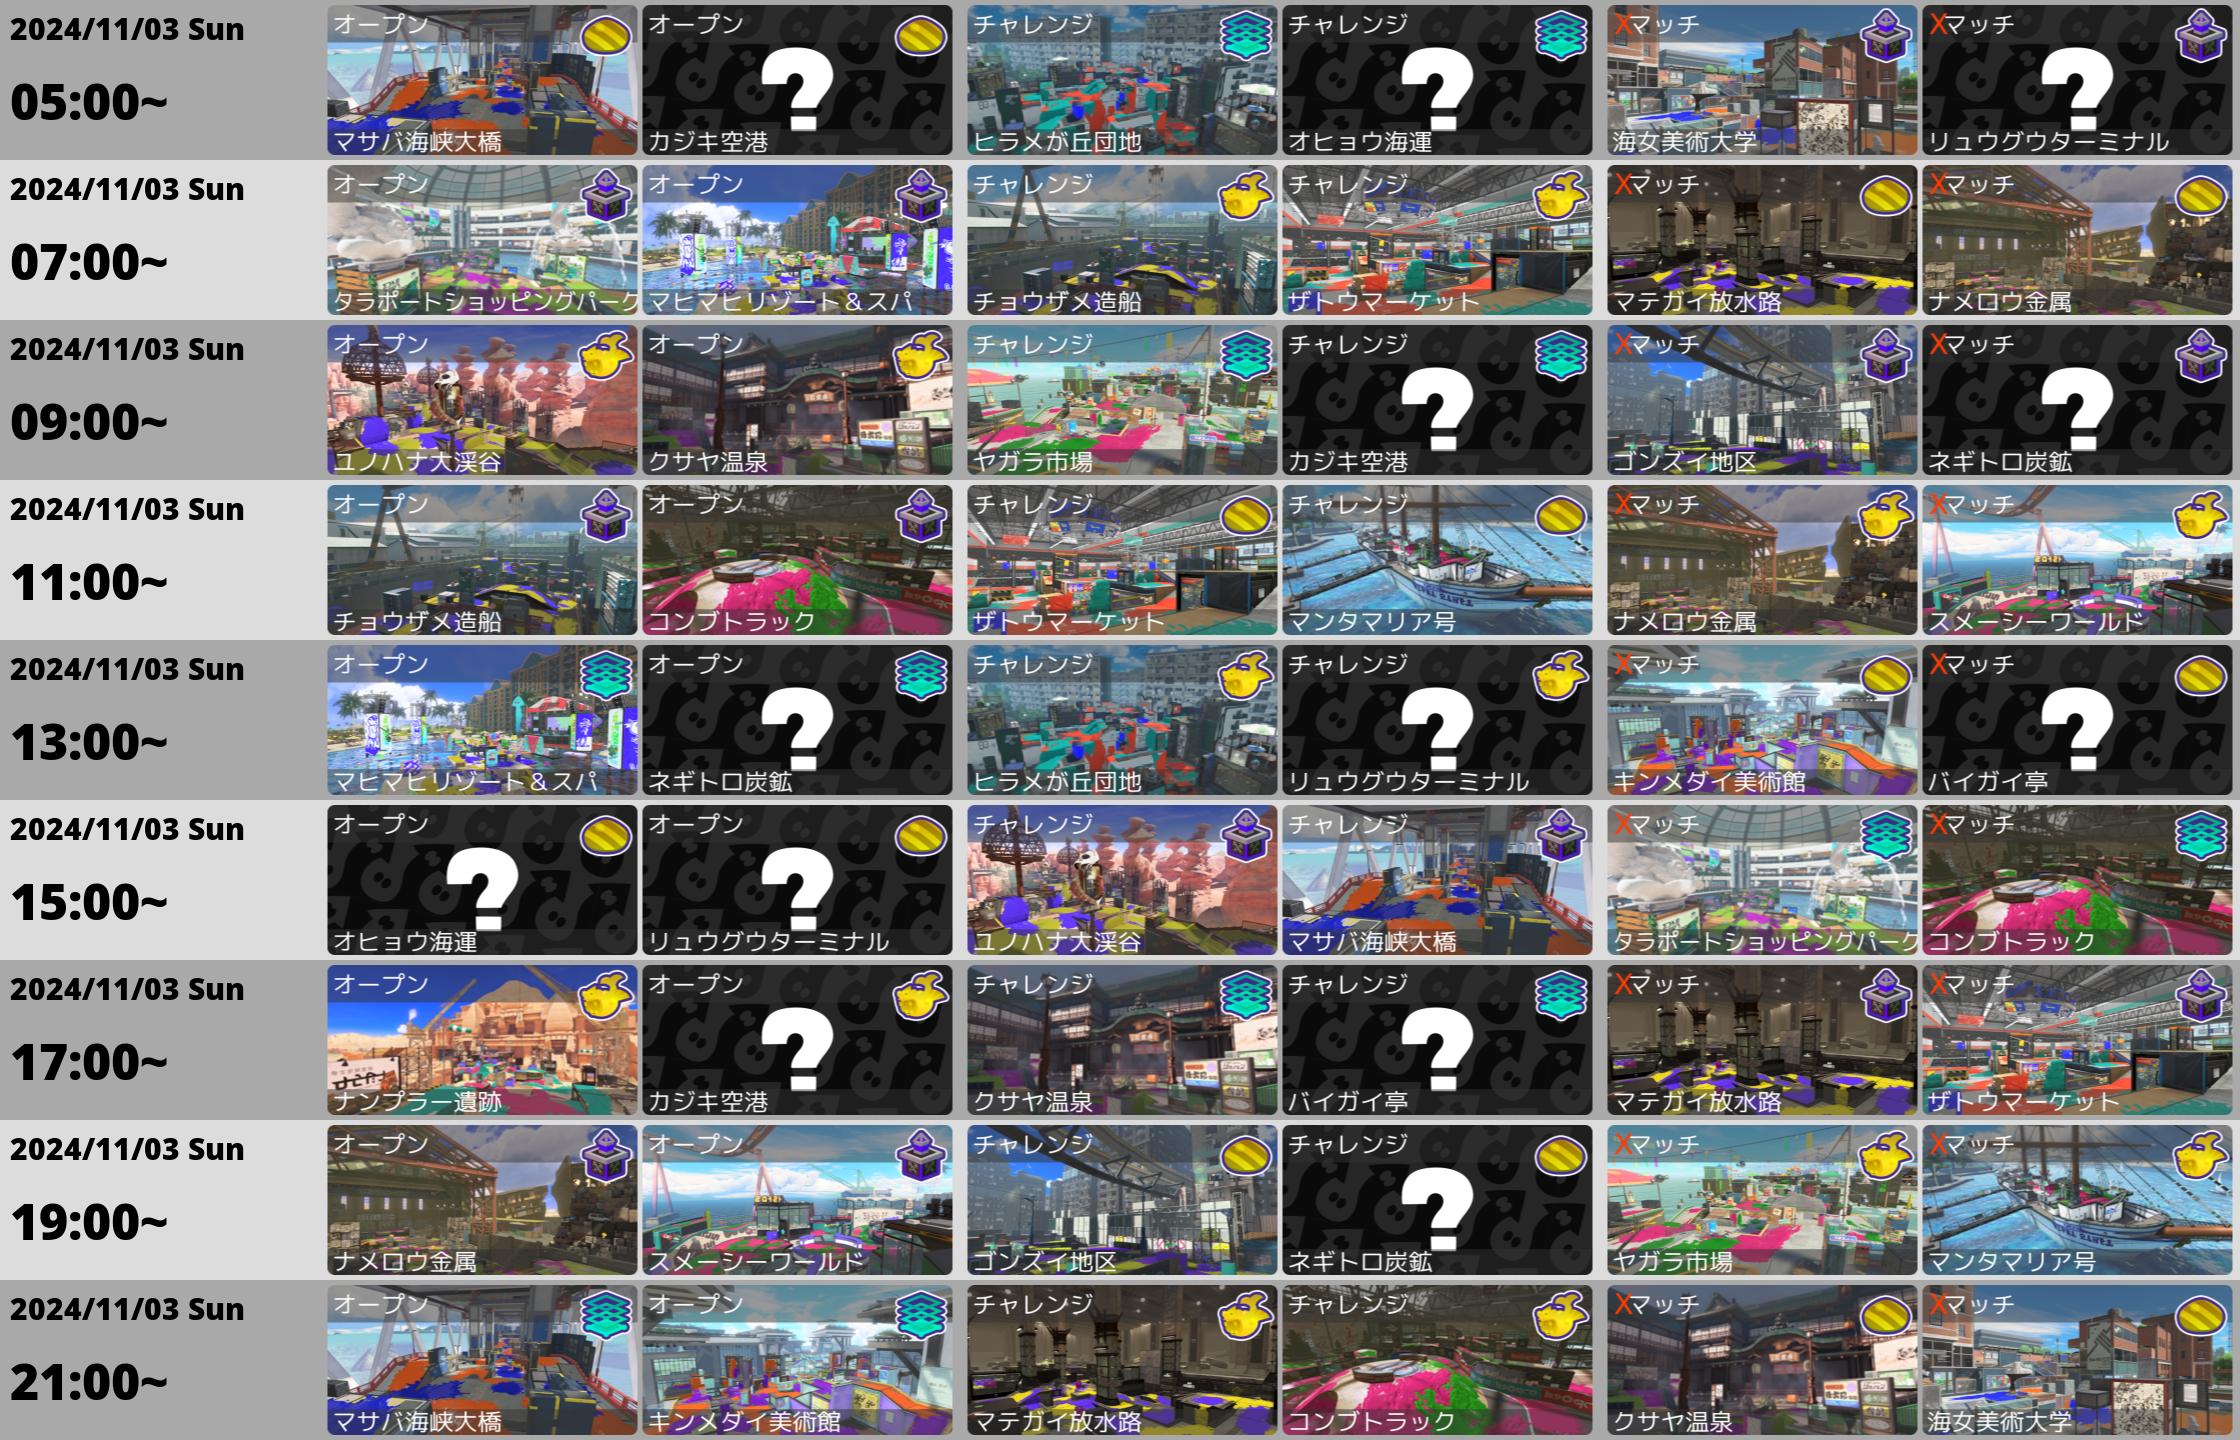 2024/11/03 Sun
05:00~
オープン
マサバ海峡大橋
オープン
カジキ空港
チャレンジ
ヒラメが丘団地
チャレンジ
オヒョウ海運
Xマッチ
海女美術大学
Xマッチ
リュウグウターミナル
2024/11/03 Sun
07:00~
オープン
タラポートショッピングパーク
オープン
マヒマヒリゾート＆スパ
チャレンジ
チョウザメ造船
チャレンジ
ザトウマーケット
Xマッチ
マテガイ放水路
Xマッチ
ナメロウ金属
2024/11/03 Sun
09:00~
オープン
ユノハナ大渓谷
オープン
クサヤ温泉
チャレンジ
ヤガラ市場
チャレンジ
カジキ空港
Xマッチ
ゴンズイ地区
Xマッチ
ネギトロ炭鉱
2024/11/03 Sun
11:00~
オープン
チョウザメ造船
オープン
コンブトラック
チャレンジ
ザトウマーケット
チャレンジ
マンタマリア号
Xマッチ
ナメロウ金属
Xマッチ
スメーシーワールド
2024/11/03 Sun
13:00~
オープン
マヒマヒリゾート＆スパ
オープン
ネギトロ炭鉱
チャレンジ
ヒラメが丘団地
チャレンジ
リュウグウターミナル
Xマッチ
キンメダイ美術館
Xマッチ
バイガイ亭
2024/11/03 Sun
15:00~
オープン
オヒョウ海運
オープン
リュウグウターミナル
チャレンジ
ユノハナ大渓谷
チャレンジ
マサバ海峡大橋
Xマッチ
タラポートショッピングパーク
Xマッチ
コンブトラック
2024/11/03 Sun
17:00~
オープン
ナンプラー遺跡
オープン
カジキ空港
チャレンジ
クサヤ温泉
チャレンジ
バイガイ亭
Xマッチ
マテガイ放水路
Xマッチ
ザトウマーケット
2024/11/03 Sun
19:00~
オープン
ナメロウ金属
オープン
スメーシーワールド
チャレンジ
ゴンズイ地区
チャレンジ
ネギトロ炭鉱
Xマッチ
ヤガラ市場
Xマッチ
マンタマリア号
2024/11/03 Sun
21:00~
オープン
マサバ海峡大橋
オープン
キンメダイ美術館
チャレンジ
マテガイ放水路
チャレンジ
コンブトラック
Xマッチ
クサヤ温泉
Xマッチ
海女美術大学